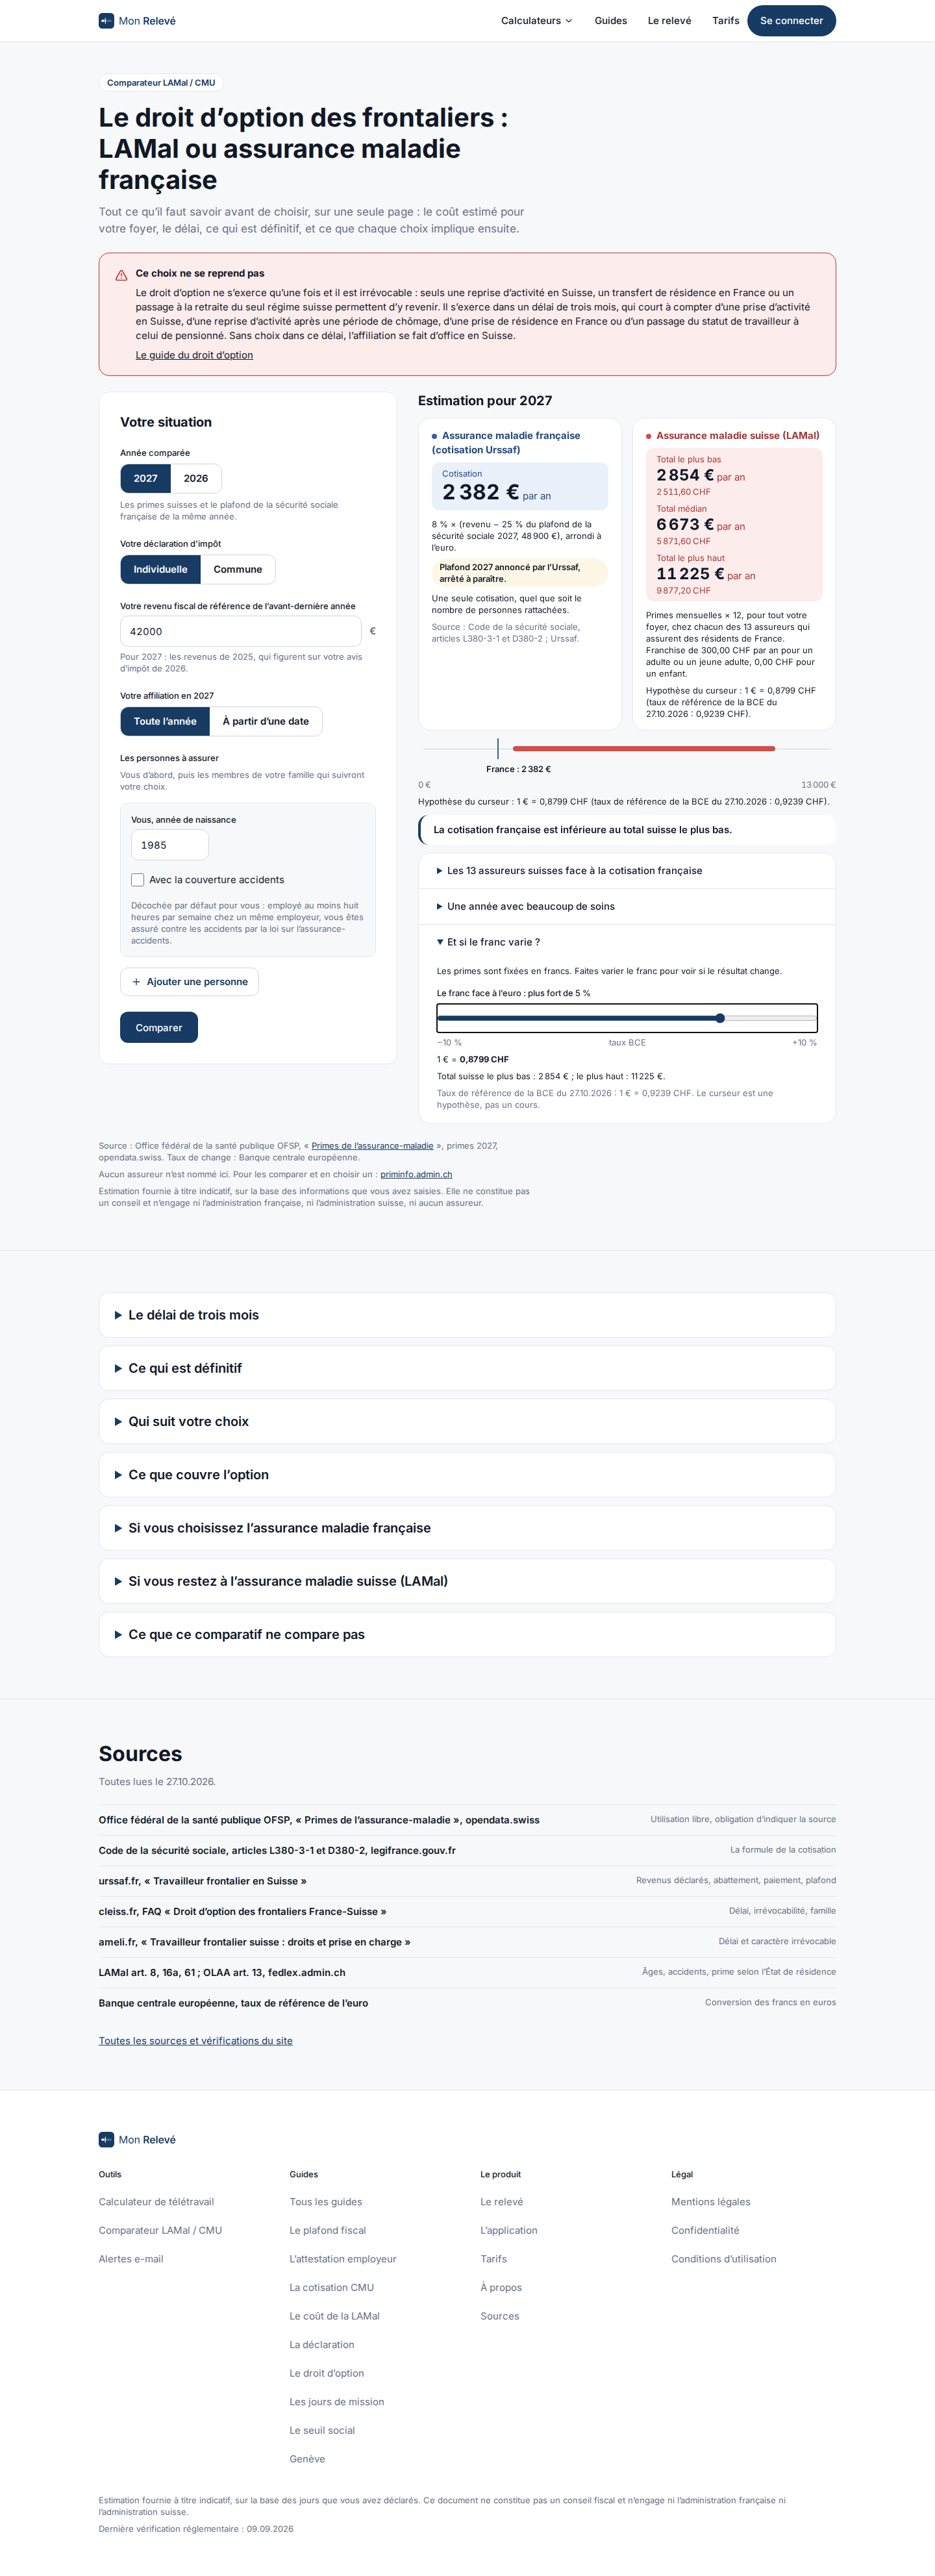 Mon Relevé
Calculateurs
Guides
Le relevé
Tarifs
Se connecter
Comparateur LAMal / CMU
Le droit d’option des frontaliers :
LAMal ou assurance maladie
française
Tout ce qu’il faut savoir avant de choisir, sur une seule page : le coût estimé pour
votre foyer, le délai, ce qui est définitif, et ce que chaque choix implique ensuite.
Ce choix ne se reprend pas
Le droit d’option ne s’exerce qu’une fois et il est irrévocable : seuls une reprise d’activité en Suisse, un transfert de résidence en France ou un
passage à la retraite du seul régime suisse permettent d’y revenir. Il s’exerce dans un délai de trois mois, qui court à compter d’une prise d’activité
en Suisse, d’une reprise d’activité après une période de chômage, d’une prise de résidence en France ou d’un passage du statut de travailleur à
celui de pensionné. Sans choix dans ce délai, l’affiliation se fait d’office en Suisse.
Le guide du droit d’option
Votre situation
Année comparée
2027
2026
Les primes suisses et le plafond de la sécurité sociale
française de la même année.
Votre déclaration d’impôt
Individuelle
Commune
Votre revenu fiscal de référence de l’avant-dernière année
42000
€
Pour 2027 : les revenus de 2025, qui figurent sur votre avis
d’impôt de 2026.
Votre affiliation en 2027
Toute l’année
À partir d’une date
Les personnes à assurer
Vous d’abord, puis les membres de votre famille qui suivront
votre choix.
Vous, année de naissance
1985
Avec la couverture accidents
Décochée par défaut pour vous : employé au moins huit
heures par semaine chez un même employeur, vous êtes
assuré contre les accidents par la loi sur l’assurance-
accidents.
Ajouter une personne
Comparer
Estimation pour 2027
Assurance maladie française
(cotisation Urssaf)
Cotisation
2 382 € par an
8 % × (revenu − 25 % du plafond de la
sécurité sociale 2027, 48 900 €), arrondi à
l’euro.
Plafond 2027 annoncé par l’Urssaf,
arrêté à paraître.
Une seule cotisation, quel que soit le
nombre de personnes rattachées.
Source : Code de la sécurité sociale,
articles L380-3-1 et D380-2 ; Urssaf.
Assurance maladie suisse (LAMal)
Total le plus bas
2 854 € par an
2 511,60 CHF
Total médian
6 673 € par an
5 871,60 CHF
Total le plus haut
11 225 € par an
9 877,20 CHF
Primes mensuelles × 12, pour tout votre
foyer, chez chacun des 13 assureurs qui
assurent des résidents de France.
Franchise de 300,00 CHF par an pour un
adulte ou un jeune adulte, 0,00 CHF pour
un enfant.
Hypothèse du curseur : 1 € = 0,8799 CHF
(taux de référence de la BCE du
27.10.2026 : 0,9239 CHF).
France : 2 382 €
0 €
13 000 €
Hypothèse du curseur : 1 € = 0,8799 CHF (taux de référence de la BCE du 27.10.2026 : 0,9239 CHF).
La cotisation française est inférieure au total suisse le plus bas.
Les 13 assureurs suisses face à la cotisation française
Une année avec beaucoup de soins
Et si le franc varie ?
Les primes sont fixées en francs. Faites varier le franc pour voir si le résultat change.
Le franc face à l’euro : plus fort de 5 %
−10 %
taux BCE
+10 %
1 € = 0,8799 CHF
Total suisse le plus bas : 2 854 € ; le plus haut : 11 225 €.
Taux de référence de la BCE du 27.10.2026 : 1 € = 0,9239 CHF. Le curseur est une
hypothèse, pas un cours.
Source : Office fédéral de la santé publique OFSP, « Primes de l’assurance-maladie », primes 2027,
opendata.swiss. Taux de change : Banque centrale européenne.
Aucun assureur n’est nommé ici. Pour les comparer et en choisir un : priminfo.admin.ch
Estimation fournie à titre indicatif, sur la base des informations que vous avez saisies. Elle ne constitue pas
un conseil et n’engage ni l’administration française, ni l’administration suisse, ni aucun assureur.
Le délai de trois mois
Ce qui est définitif
Qui suit votre choix
Ce que couvre l’option
Si vous choisissez l’assurance maladie française
Si vous restez à l’assurance maladie suisse (LAMal)
Ce que ce comparatif ne compare pas
Sources
Toutes lues le 27.10.2026.
Office fédéral de la santé publique OFSP, « Primes de l’assurance-maladie », opendata.swiss
Utilisation libre, obligation d’indiquer la source
Code de la sécurité sociale, articles L380-3-1 et D380-2, legifrance.gouv.fr
La formule de la cotisation
urssaf.fr, « Travailleur frontalier en Suisse »
Revenus déclarés, abattement, paiement, plafond
cleiss.fr, FAQ « Droit d’option des frontaliers France-Suisse »
Délai, irrévocabilité, famille
ameli.fr, « Travailleur frontalier suisse : droits et prise en charge »
Délai et caractère irrévocable
LAMal art. 8, 16a, 61 ; OLAA art. 13, fedlex.admin.ch
Âges, accidents, prime selon l’État de résidence
Banque centrale européenne, taux de référence de l’euro
Conversion des francs en euros
Toutes les sources et vérifications du site
Mon Relevé
Outils
Calculateur de télétravail
Comparateur LAMal / CMU
Alertes e-mail
Guides
Tous les guides
Le plafond fiscal
L’attestation employeur
La cotisation CMU
Le coût de la LAMal
La déclaration
Le droit d’option
Les jours de mission
Le seuil social
Genève
Le produit
Le relevé
L’application
Tarifs
À propos
Sources
Légal
Mentions légales
Confidentialité
Conditions d’utilisation
Estimation fournie à titre indicatif, sur la base des jours que vous avez déclarés. Ce document ne constitue pas un conseil fiscal et n’engage ni l’administration française ni
l’administration suisse.
Dernière vérification réglementaire : 09.09.2026